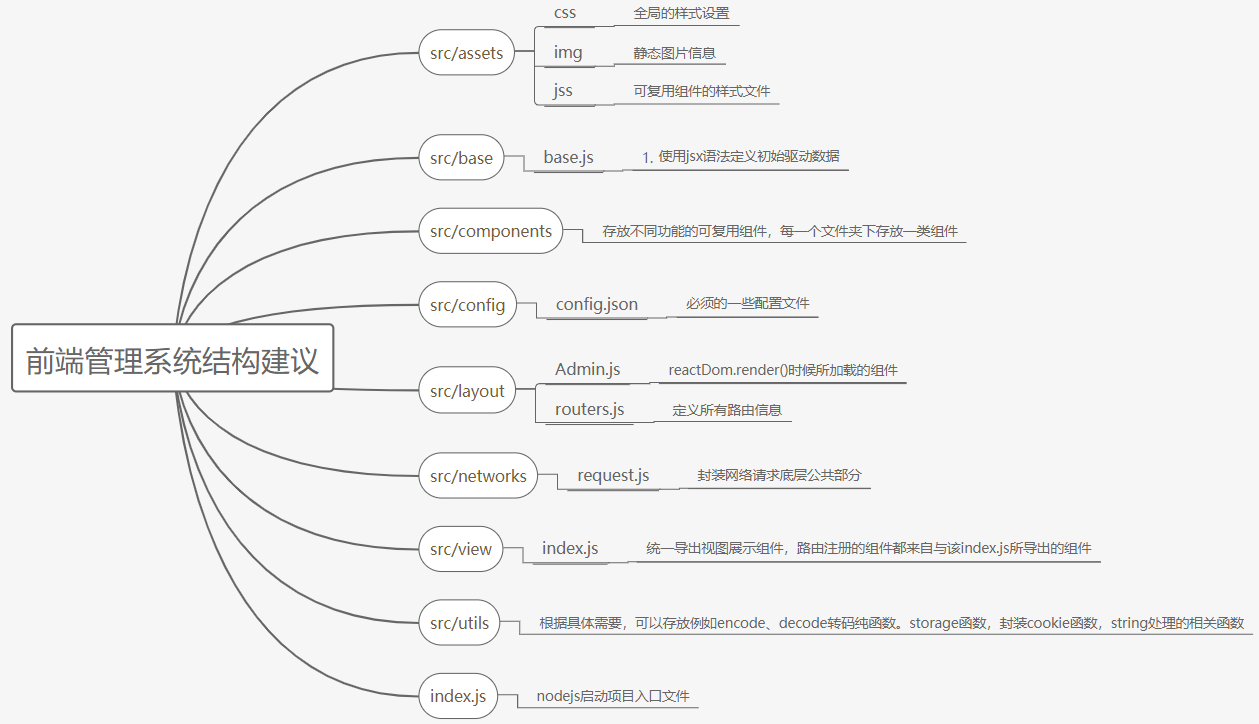 前端管理系统结构建议
src/assets
css
全局的样式设置
img
静态图片信息
jss
可复用组件的样式文件
src/base
base.js
1. 使用jsx语法定义初始驱动数据
src/components
存放不同功能的可复用组件，每一个文件夹下存放一类组件
src/config
config.json
必须的一些配置文件
src/layout
Admin.js
reactDom.render()时候所加载的组件
routers.js
定义所有路由信息
src/networks
request.js
封装网络请求底层公共部分
src/view
index.js
统一导出视图展示组件，路由注册的组件都来自与该index.js所导出的组件
src/utils
根据具体需要，可以存放例如encode、decode转码纯函数。storage函数，封装cookie函数，string处理的相关函数
index.js
nodejs启动项目入口文件